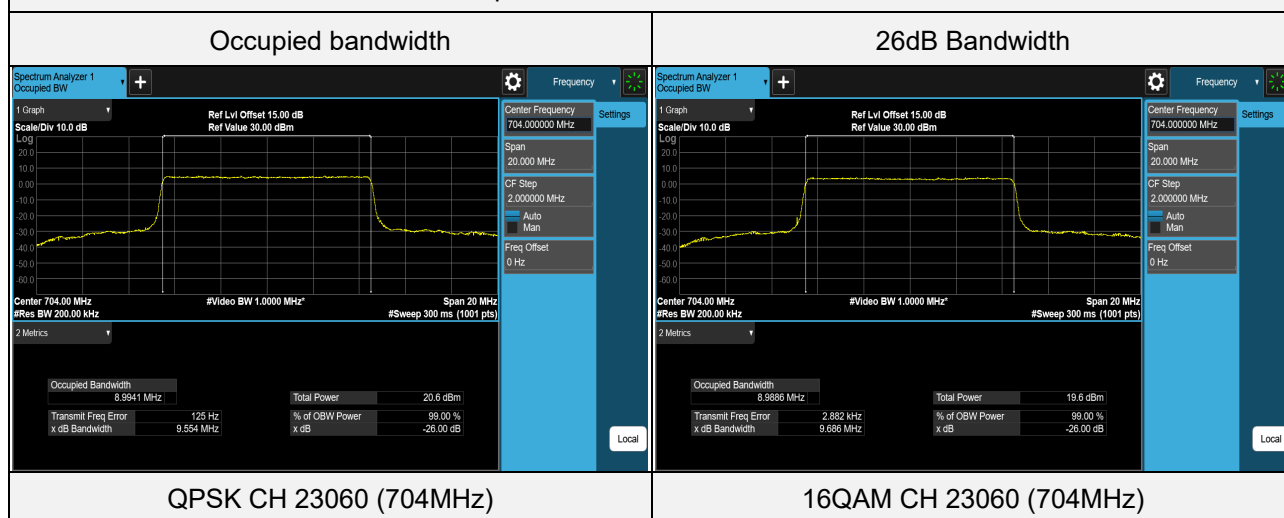 Occupied bandwidth
26dB Bandwidth
Spectrum Analyzer 1
Occupied BW
+
Frequency
1 Graph
Ref Lvl Offset 15.00 dB
Scale/Div 10.0 dB
Ref Value 30.00 dBm
Log
20.0
10.0
0.00
-10.0
-20.0
-30.0
-40.0
-50.0
-60.0
Center 704.00 MHz
#Video BW 1.0000 MHz*
Span 20 MHz
#Res BW 200.00 kHz
#Sweep 300 ms (1001 pts)
2 Metrics
Occupied Bandwidth
8.9941 MHz
Total Power 20.6 dBm
Transmit Freq Error 125 Hz
% of OBW Power 99.00 %
x dB Bandwidth 9.554 MHz
x dB -26.00 dB
Center Frequency
704.000000 MHz
Settings
Span
20.000 MHz
CF Step
2.000000 MHz
Auto
Man
Freq Offset
0 Hz
Local
Spectrum Analyzer 1
Occupied BW
+
Frequency
1 Graph
Ref Lvl Offset 15.00 dB
Scale/Div 10.0 dB
Ref Value 30.00 dBm
Log
20.0
10.0
0.00
-10.0
-20.0
-30.0
-40.0
-50.0
-60.0
Center 704.00 MHz
#Video BW 1.0000 MHz*
Span 20 MHz
#Res BW 200.00 kHz
#Sweep 300 ms (1001 pts)
2 Metrics
Occupied Bandwidth
8.9886 MHz
Total Power 19.6 dBm
Transmit Freq Error 2.882 kHz
% of OBW Power 99.00 %
x dB Bandwidth 9.686 MHz
x dB -26.00 dB
Center Frequency
704.000000 MHz
Settings
Span
20.000 MHz
CF Step
2.000000 MHz
Auto
Man
Freq Offset
0 Hz
Local
QPSK CH 23060 (704MHz)
16QAM CH 23060 (704MHz)